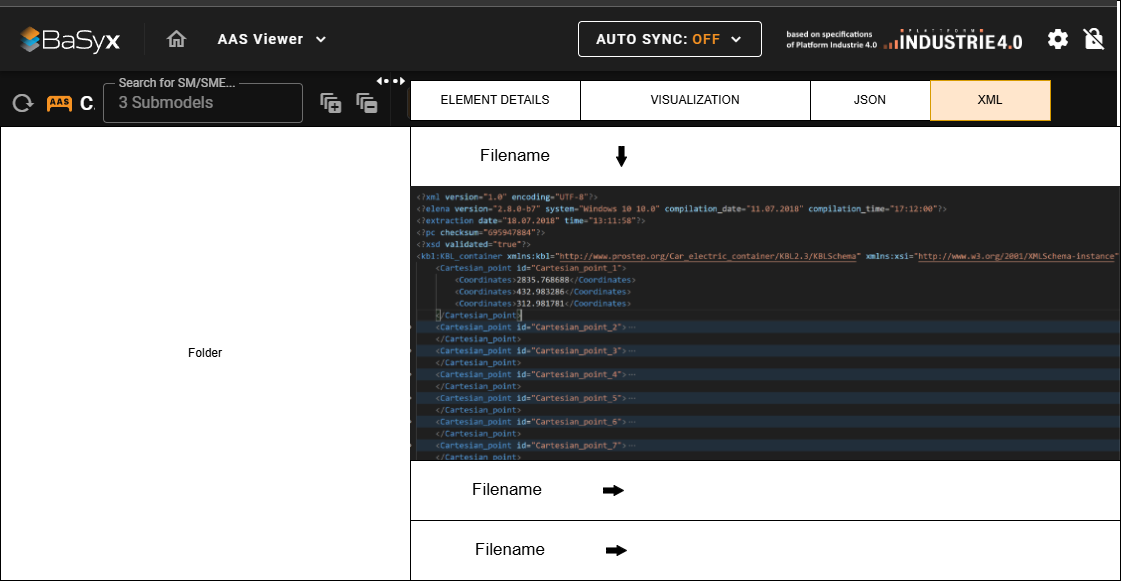 BaSyx
AAS Viewer
AUTO SYNC: OFF
based on specifications
of Platform Industrie 4.0
PLATTFORM
INDUSTRIE4.0
AAS
C.
Search for SM/SME...
3 Submodels
ELEMENT DETAILS
VISUALIZATION
JSON
XML
Folder
Filename
<?xml version="1.0" encoding="UTF-8"?>
<?elena version="2.8.0-b7" system="Windows 10 10.0" compilation_date="11.07.2018" compilation_time="17:12:00"?>
<?extraction date="18.07.2018" time="13:11:58"?>
<?pc checksum="695947884"?>
<?xsd validated="true"?>
<kbl:KBL_container xmlns:kbl="http://www.prostep.org/Car_electric_container/KBL2.3/KBLSchema" xmlns:xsi="http://www.w3.org/2001/XMLSchema-instance"
<Cartesian_point id="Cartesian_point_1">
<Coordinates>2835.768688</Coordinates>
<Coordinates>432.983286</Coordinates>
<Coordinates>312.981781</Coordinates>
</Cartesian_point>
<Cartesian_point id="Cartesian_point_2">
</Cartesian_point>
<Cartesian_point id="Cartesian_point_3">
</Cartesian_point>
<Cartesian_point id="Cartesian_point_4">
</Cartesian_point>
<Cartesian_point id="Cartesian_point_5">
</Cartesian_point>
<Cartesian_point id="Cartesian_point_6">
</Cartesian_point>
<Cartesian_point id="Cartesian_point_7">
</Cartesian_point>
Filename
Filename